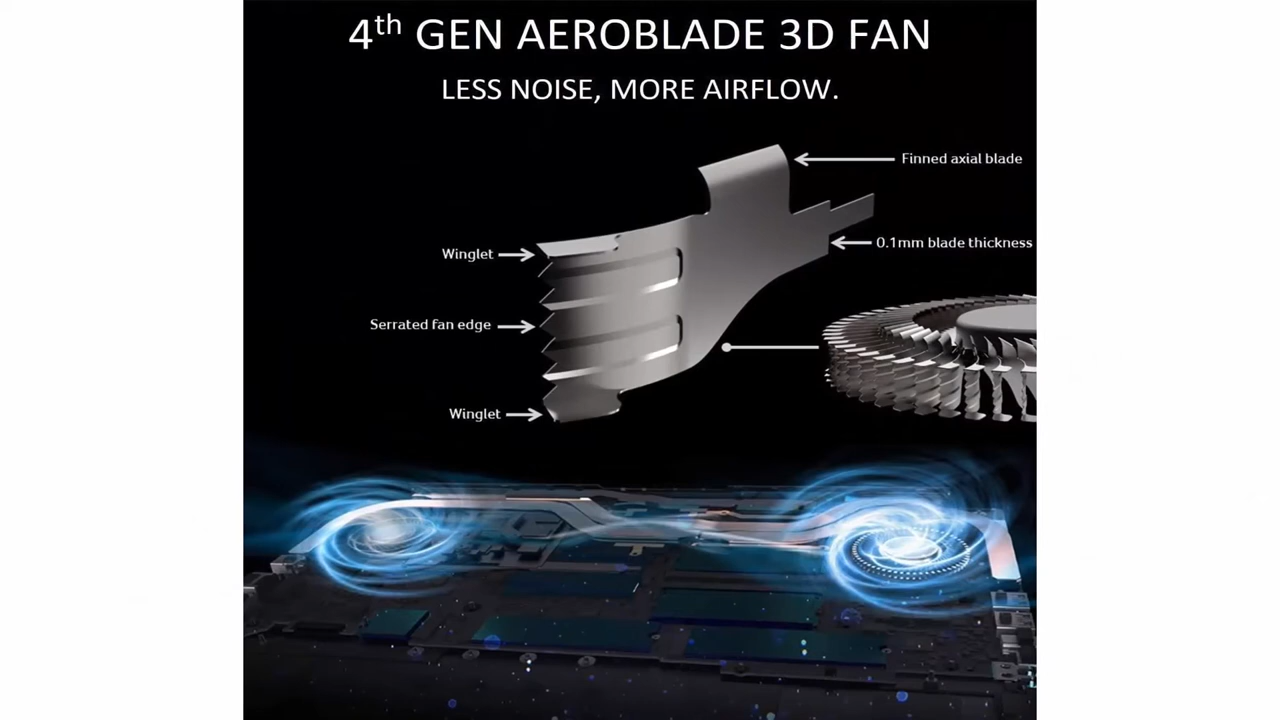 4th GEN AEROBLADE 3D FAN
LESS NOISE, MORE AIRFLOW.
Finned axial blade
0.1mm blade thickness
Winglet
Serrated fan edge
Winglet